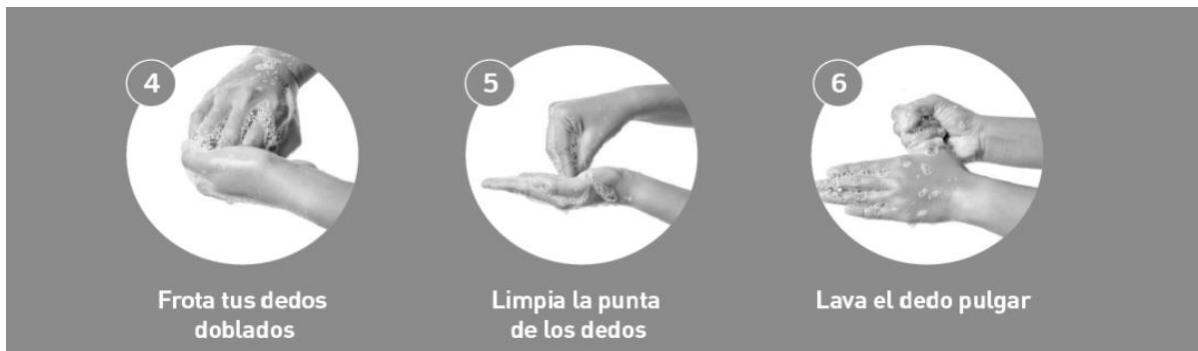 4
Frota tus dedos
doblados
5
Limpia la punta
de los dedos
6
Lava el dedo pulgar